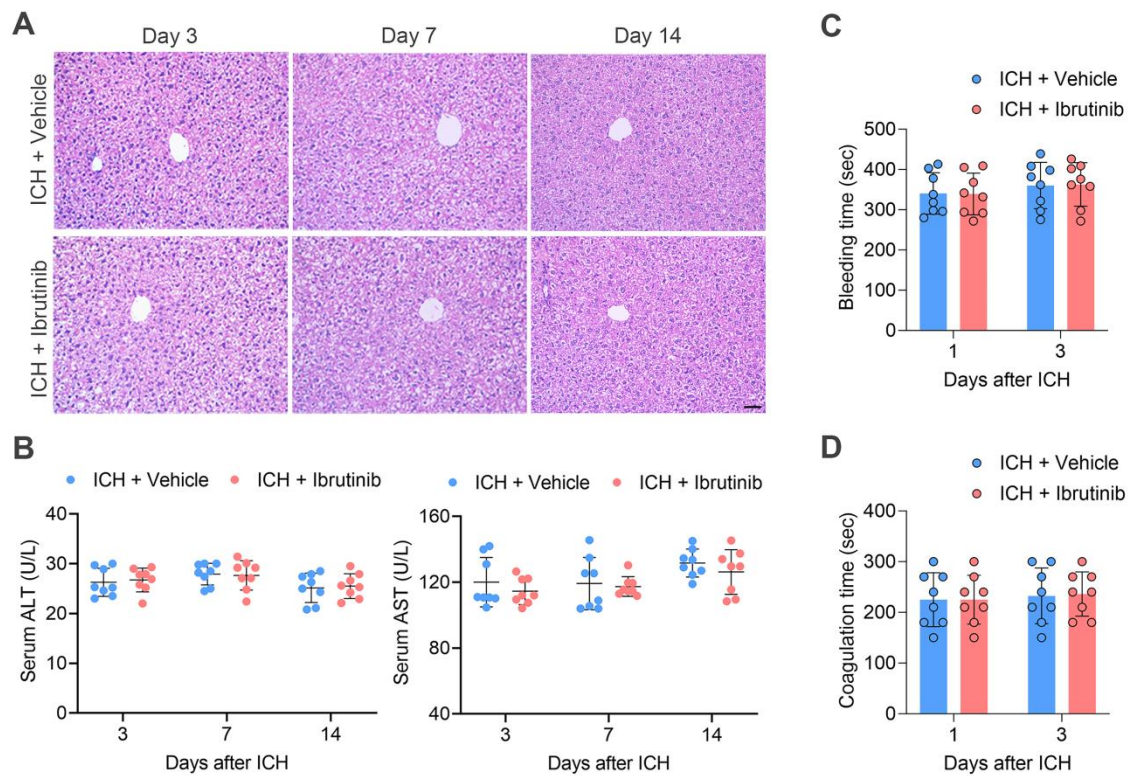 A
Day 3
Day 7
Day 14
ICH + Vehicle
ICH + Ibrutinib
B
ICH + Vehicle
ICH + Ibrutinib
Serum ALT (U/L)
40
30
20
10
0
3
7
14
Days after ICH
ICH + Vehicle
ICH + Ibrutinib
Serum AST (U/L)
160
120
80
40
3
7
14
Days after ICH
C
ICH + Vehicle
ICH + Ibrutinib
Bleeding time (sec)
500
400
300
200
100
0
1
3
Days after ICH
D
ICH + Vehicle
ICH + Ibrutinib
Coagulation time (sec)
400
300
200
100
0
1
3
Days after ICH